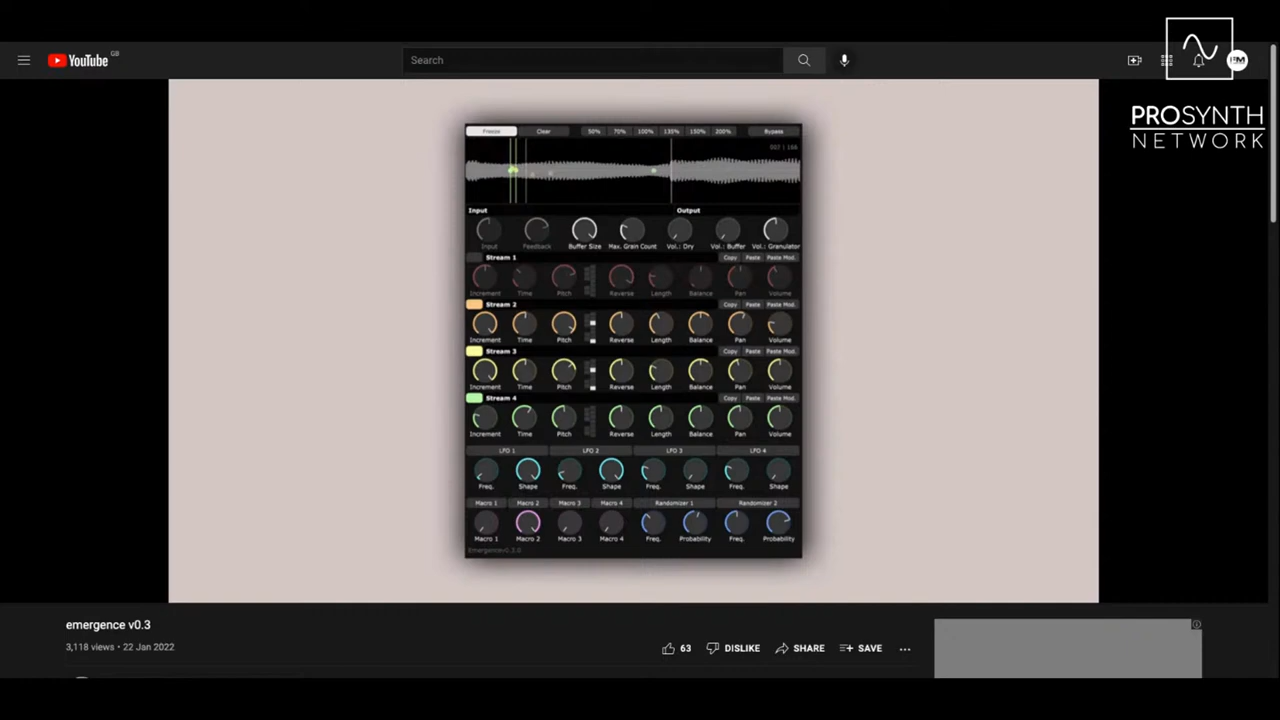 YouTube GB
Search
PROSYNTH
NETWORK
Freeze Clear 50% 70% 100% 135% 150% 200% Bypass
007 | 166
Input Output
Input Feedback Buffer Size Max. Grain Count Vol.: Dry Vol.: Buffer Vol.: Granulator
Stream 1 Copy Paste Paste Mod.
Increment Time Pitch Reverse Length Balance Pan Volume
Stream 2 Copy Paste Paste Mod.
Increment Time Pitch Reverse Length Balance Pan Volume
Stream 3 Copy Paste Paste Mod.
Increment Time Pitch Reverse Length Balance Pan Volume
Stream 4 Copy Paste Paste Mod.
Increment Time Pitch Reverse Length Balance Pan Volume
LFO 1 LFO 2 LFO 3 LFO 4
Freq. Shape Freq. Shape Freq. Shape Freq. Shape
Macro 1 Macro 2 Macro 3 Macro 4 Randomizer 1 Randomizer 2
Macro 1 Macro 2 Macro 3 Macro 4 Freq. Probability Freq. Probability
Emergence-v0.3.0
emergence v0.3
3,118 views • 22 Jan 2022
63 DISLIKE SHARE SAVE